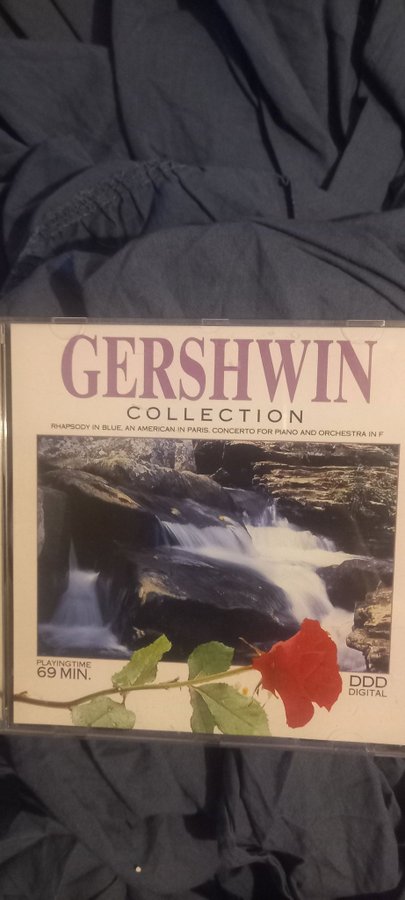 GERSHWIN
COLLECTION
RHAPSODY IN BLUE, AN AMERICAN IN PARIS, CONCERTO FOR PIANO AND ORCHESTRA IN F
PLAYINGTIME
69 MIN.
DDD
DIGITAL